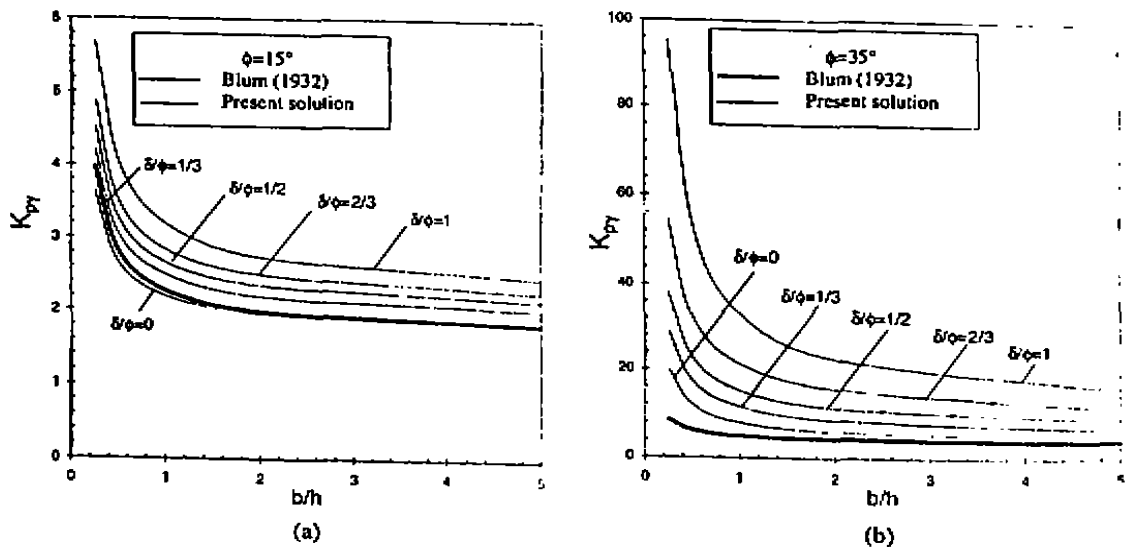 6
5
4
3
2
1
0
Kpγ
ϕ=15°
Blum (1932)
Present solution
δ/ϕ=1/3
δ/ϕ=1/2
δ/ϕ=2/3
δ/ϕ=1
δ/ϕ=0
0 1 2 3 4 5
b/h
(a)
100
80
60
40
20
0
Kpγ
ϕ=35°
Blum (1932)
Present solution
δ/ϕ=0
δ/ϕ=1/3
δ/ϕ=1/2
δ/ϕ=2/3
δ/ϕ=1
0 1 2 3 4 5
b/h
(b)